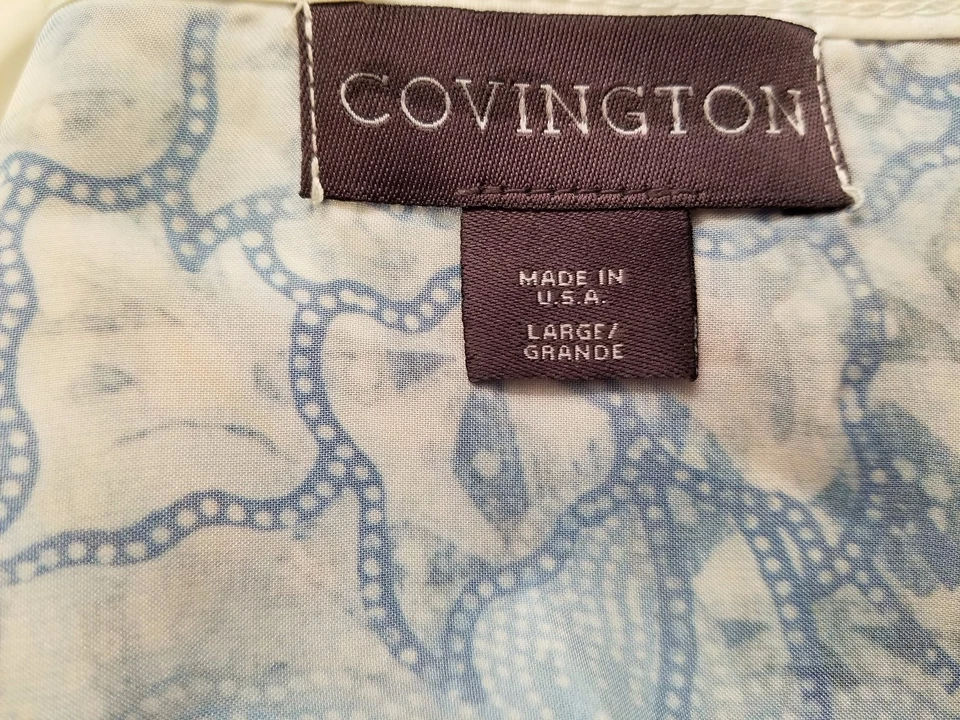 COVINGTON
MADE IN
U.S.A.
LARGE/
GRANDE